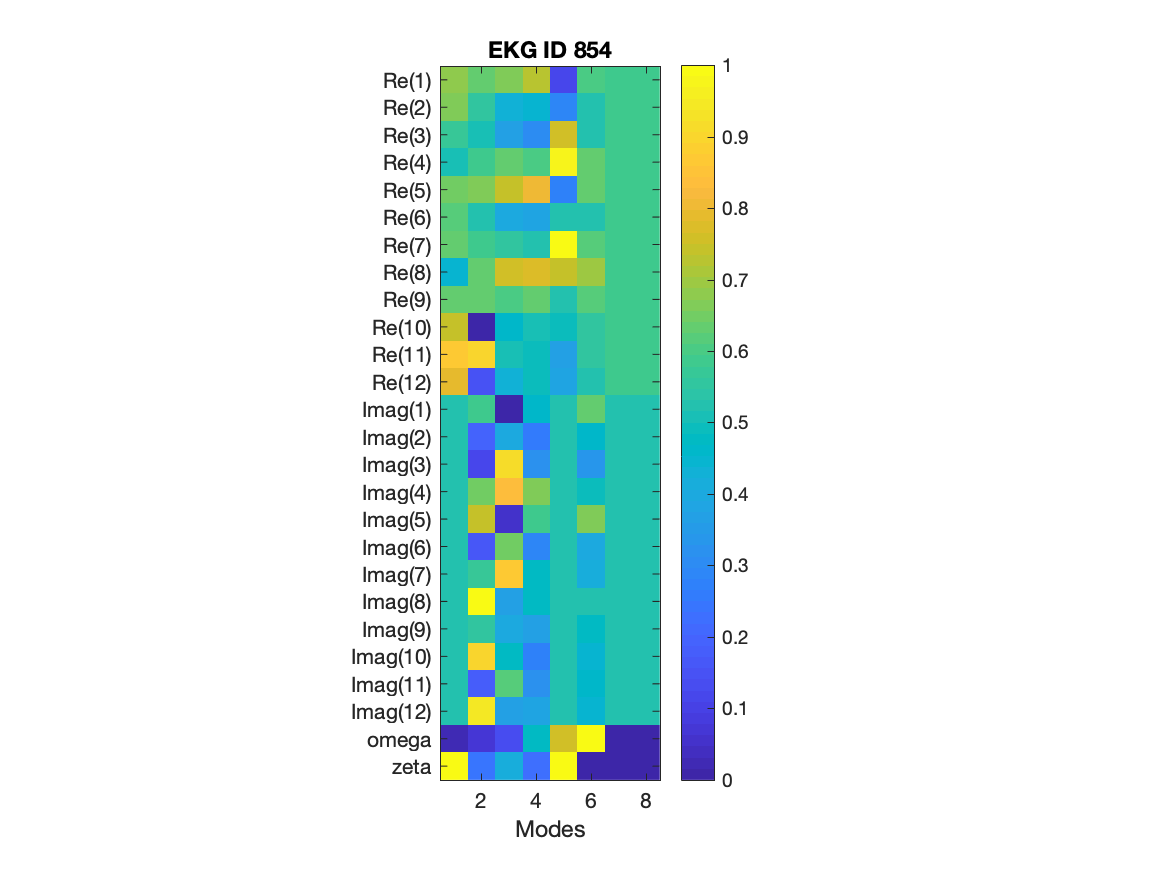 EKG ID 854
Re(1)
Re(2)
Re(3)
Re(4)
Re(5)
Re(6)
Re(7)
Re(8)
Re(9)
Re(10)
Re(11)
Re(12)
Imag(1)
Imag(2)
Imag(3)
Imag(4)
Imag(5)
Imag(6)
Imag(7)
Imag(8)
Imag(9)
Imag(10)
Imag(11)
Imag(12)
omega
zeta
2 4 6 8
Modes
1
0.9
0.8
0.7
0.6
0.5
0.4
0.3
0.2
0.1
0